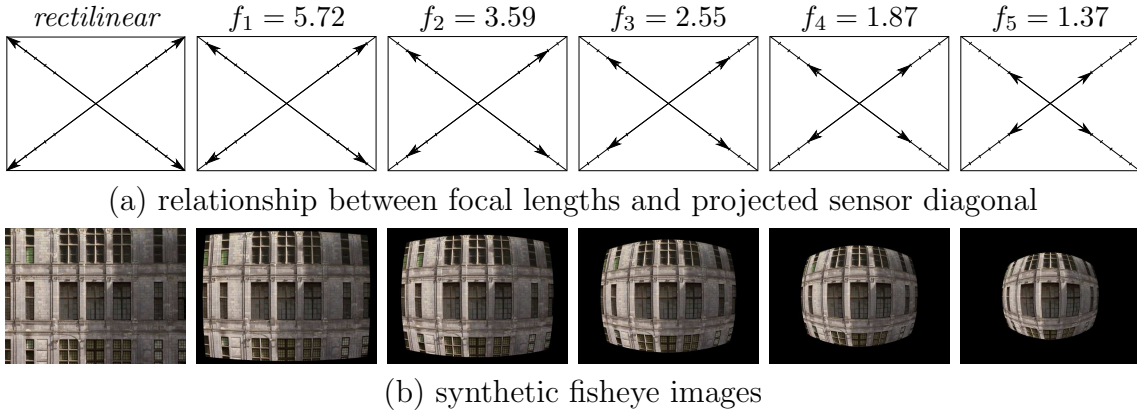 rectilinear f₁ = 5.72 f₂ = 3.59 f₃ = 2.55 f₄ = 1.87 f₅ = 1.37
(a) relationship between focal lengths and projected sensor diagonal
(b) synthetic fisheye images